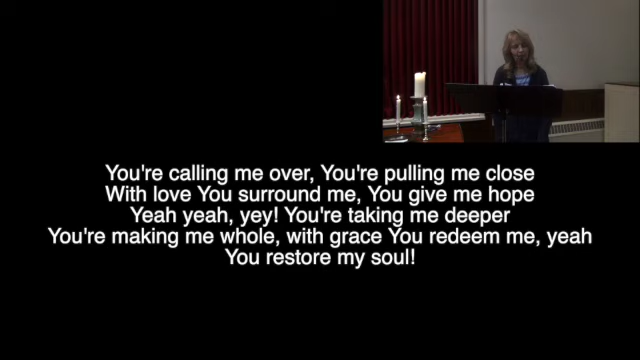 You're calling me over, You're pulling me close
With love You surround me, You give me hope
Yeah yeah, yey! You're taking me deeper
You're making me whole, with grace You redeem me, yeah
You restore my soul!